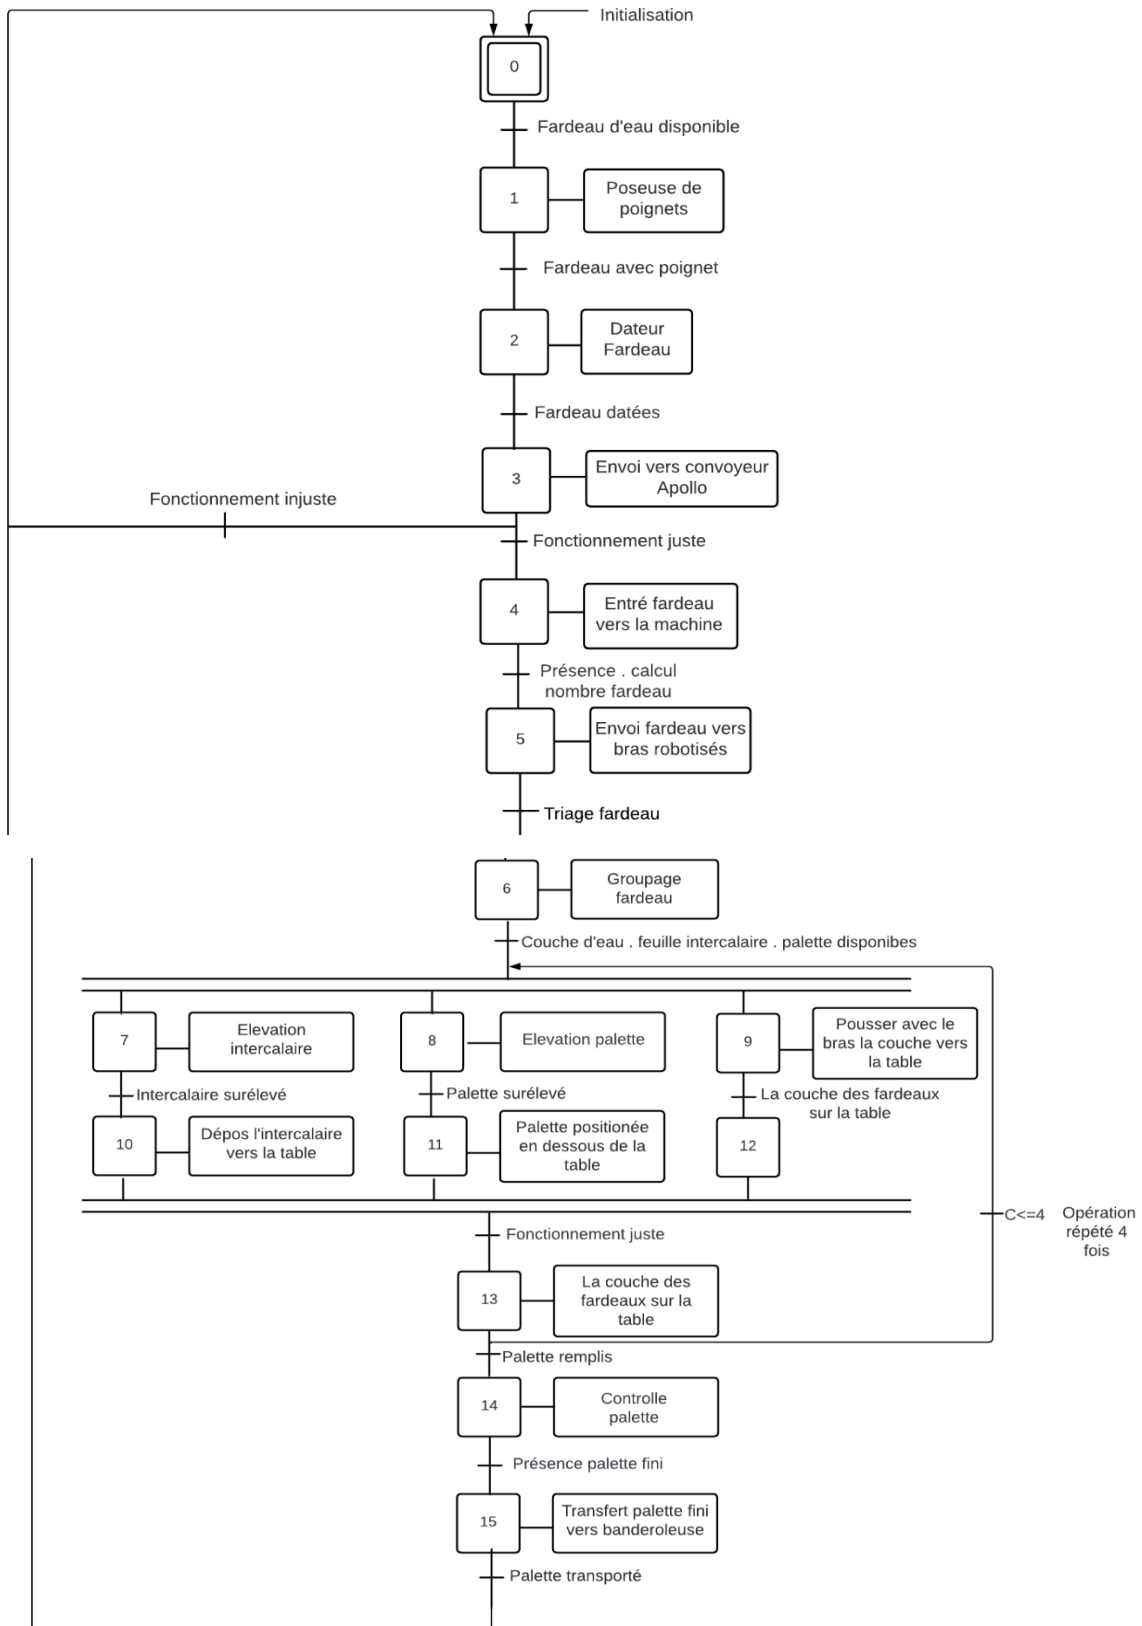 Initialisation
0
Fardeau d'eau disponible
1
Poseuse de
poignets
Fardeau avec poignet
2
Dateur
Fardeau
Fardeau datées
3
Envoi vers convoyeur
Apollo
Fonctionnement injuste
Fonctionnement juste
4
Entré fardeau
vers la machine
Présence . calcul
nombre fardeau
5
Envoi fardeau vers
bras robotisés
Triage fardeau
6
Groupage
fardeau
Couche d'eau . feuille intercalaire . palette disponibes
7
Elevation
intercalaire
8
Elevation palette
9
Pousser avec le
bras la couche vers
la table
Intercalaire surélevé
Palette surélevé
La couche des fardeaux
sur la table
10
Dépos l'intercalaire
vers la table
11
Palette positionée
en dessous de la
table
12
C<=4
Opération
répété 4
fois
Fonctionnement juste
13
La couche des
fardeaux sur la
table
Palette remplis
14
Controlle
palette
Présence palette fini
15
Transfert palette fini
vers banderoleuse
Palette transporté